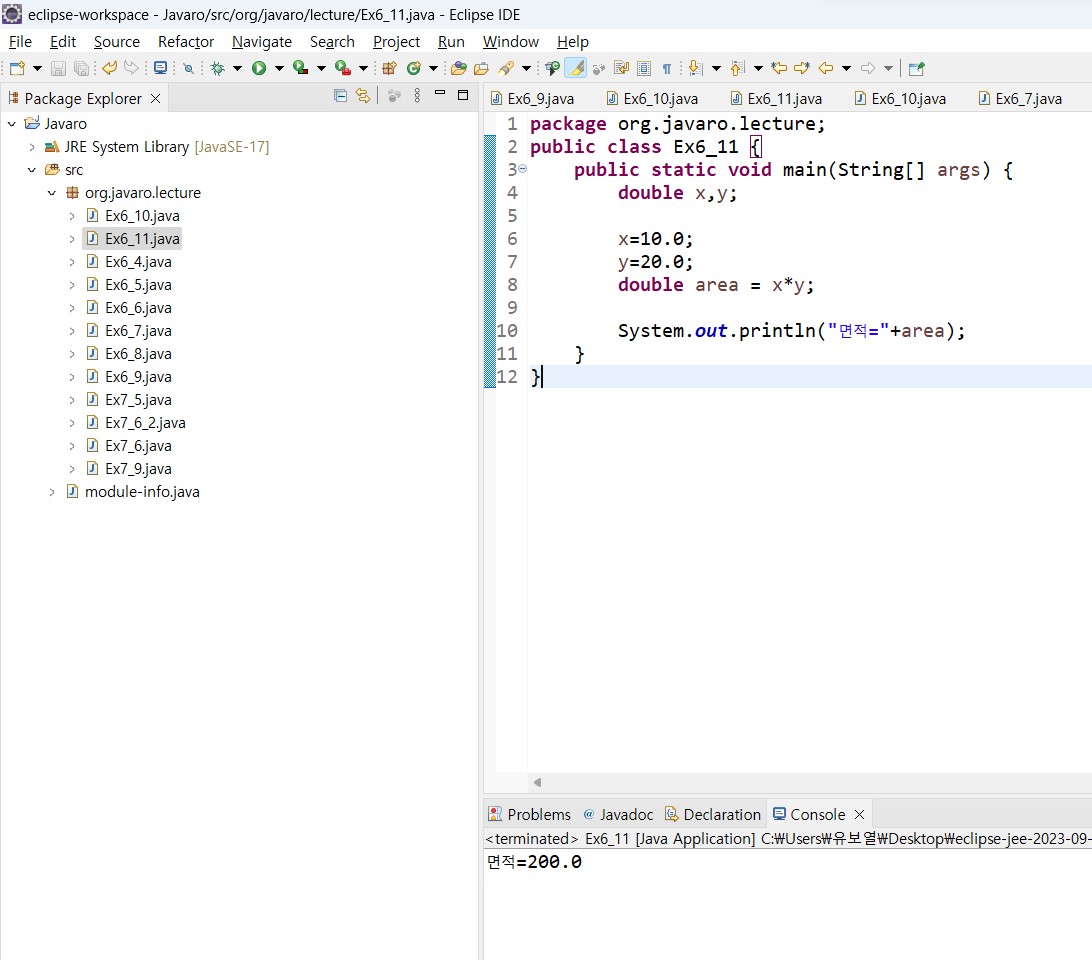 eclipse-workspace - Javaro/src/org/javaro/lecture/Ex6_11.java - Eclipse IDE
File Edit Source Refactor Navigate Search Project Run Window Help
Package Explorer
Javaro
JRE System Library [JavaSE-17]
src
org.javaro.lecture
Ex6_10.java
Ex6_11.java
Ex6_4.java
Ex6_5.java
Ex6_6.java
Ex6_7.java
Ex6_8.java
Ex6_9.java
Ex7_5.java
Ex7_6_2.java
Ex7_6.java
Ex7_9.java
module-info.java
Ex6_9.java Ex6_10.java Ex6_11.java Ex6_10.java Ex6_7.java
1 package org.javaro.lecture;
2 public class Ex6_11 {
3 public static void main(String[] args) {
4 double x,y;
5
6 x=10.0;
7 y=20.0;
8 double area = x*y;
9
10 System.out.println("면적="+area);
11 }
12 }
Problems @ Javadoc Declaration Console
<terminated> Ex6_11 [Java Application] C:₩Users₩유보열₩Desktop₩eclipse-jee-2023-09-
면적=200.0